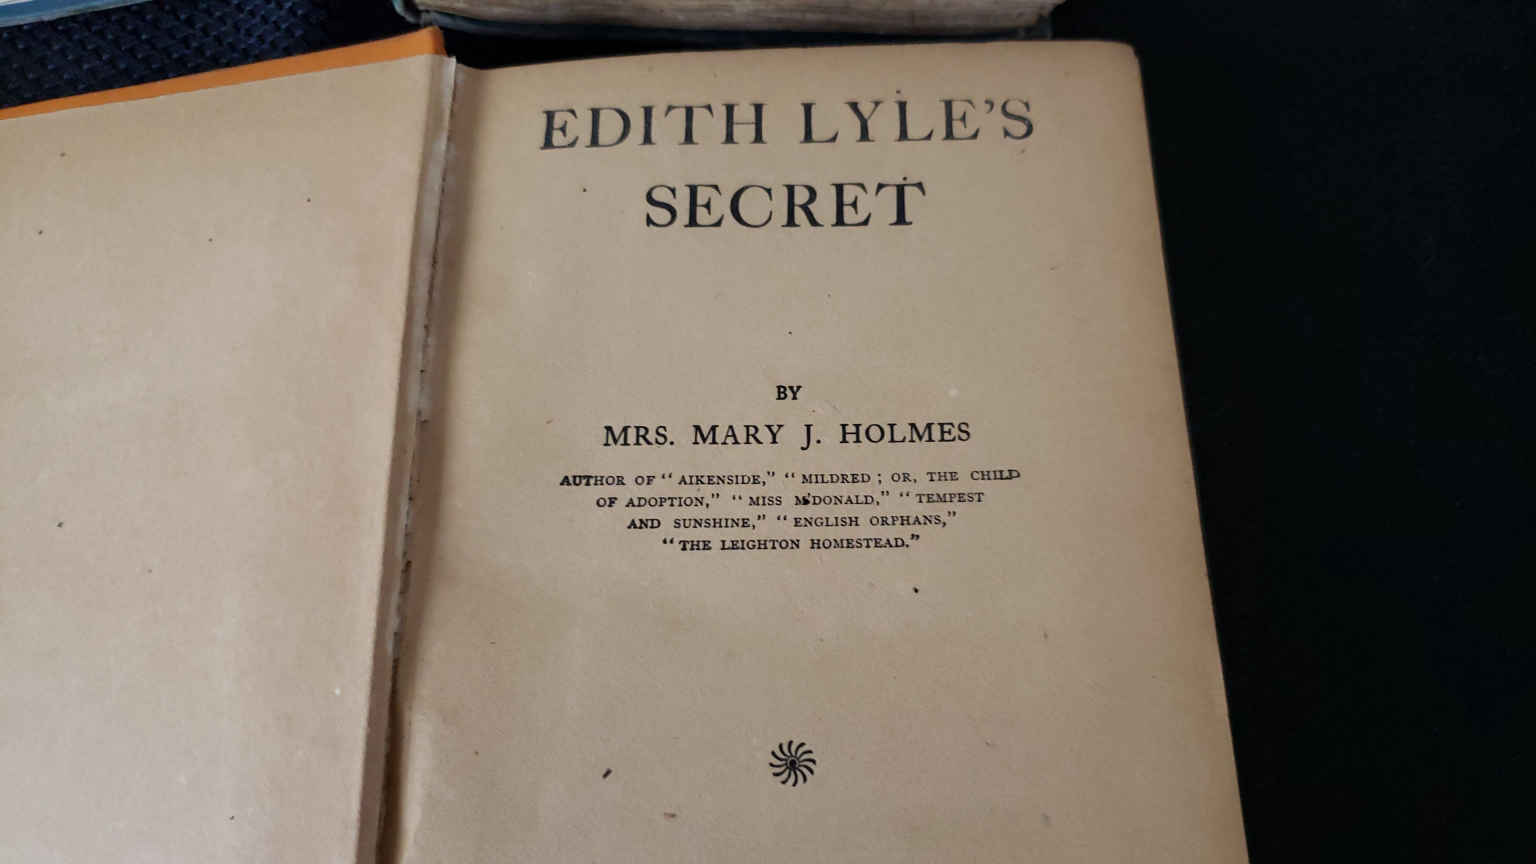 EDITH LYLE'S
SECRET
BY
MRS. MARY J. HOLMES
AUTHOR OF "AIKENSIDE," "MILDRED; OR, THE CHILD
OF ADOPTION," "MISS M'DONALD," "TEMPEST
AND SUNSHINE," "ENGLISH ORPHANS,"
"THE LEIGHTON HOMESTEAD."